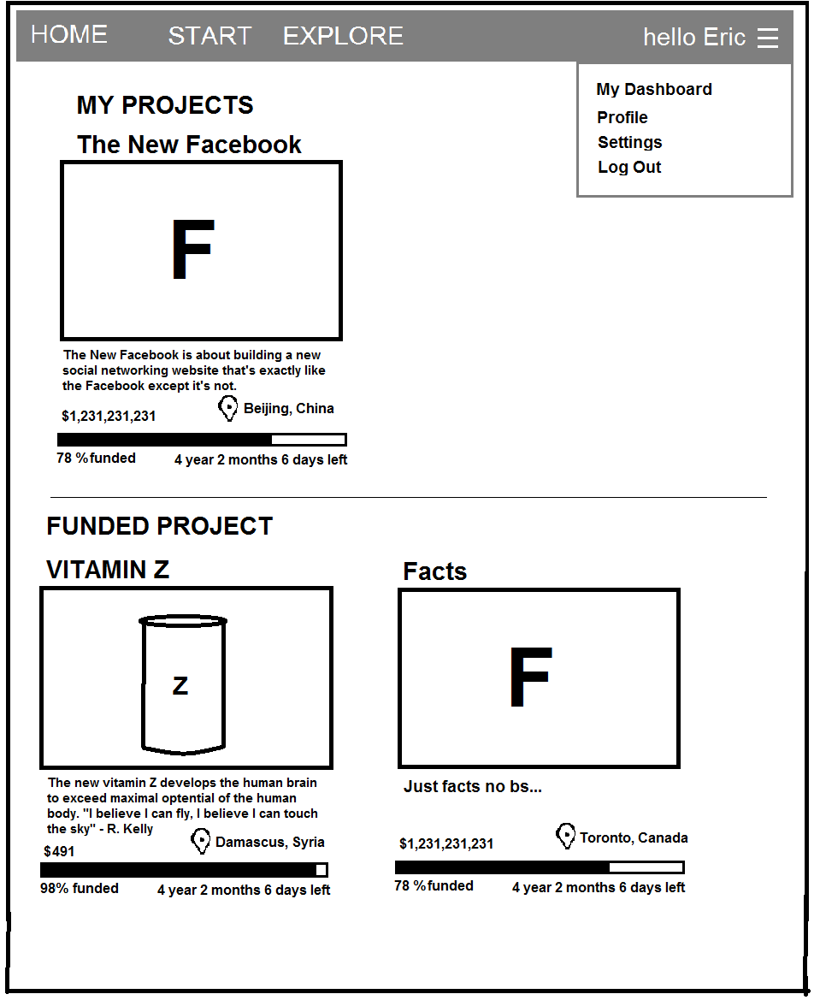 HOME START EXPLORE hello Eric
My Dashboard
Profile
Settings
Log Out
MY PROJECTS
The New Facebook
F
The New Facebook is about building a new
social networking website that's exactly like
the Facebook except it's not.
$1,231,231,231 Beijing, China
78 %funded 4 year 2 months 6 days left
FUNDED PROJECT
VITAMIN Z
Z
The new vitamin Z develops the human brain
to exceed maximal optential of the human
body. "I believe I can fly, I believe I can touch
the sky" - R. Kelly
$491 Damascus, Syria
98% funded 4 year 2 months 6 days left
Facts
F
Just facts no bs...
$1,231,231,231 Toronto, Canada
78 %funded 4 year 2 months 6 days left